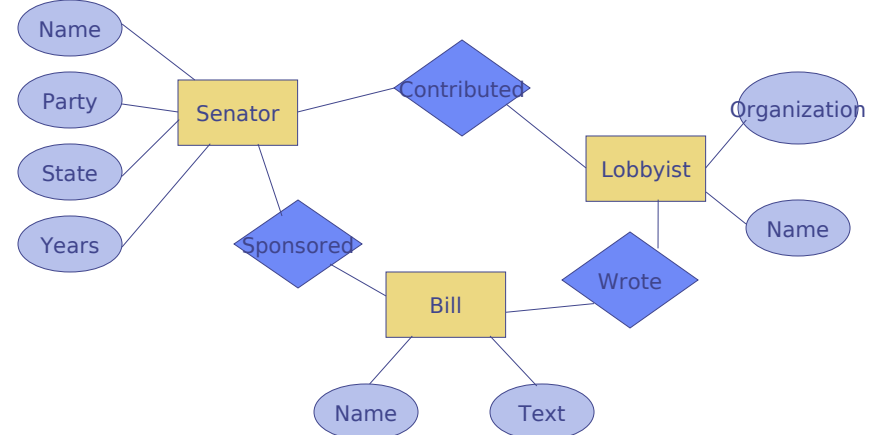 Name
Contributed
Party
Organization
Senator
Lobbyist
State
Name
Years
Sponsored
Wrote
Bill
Name
Text